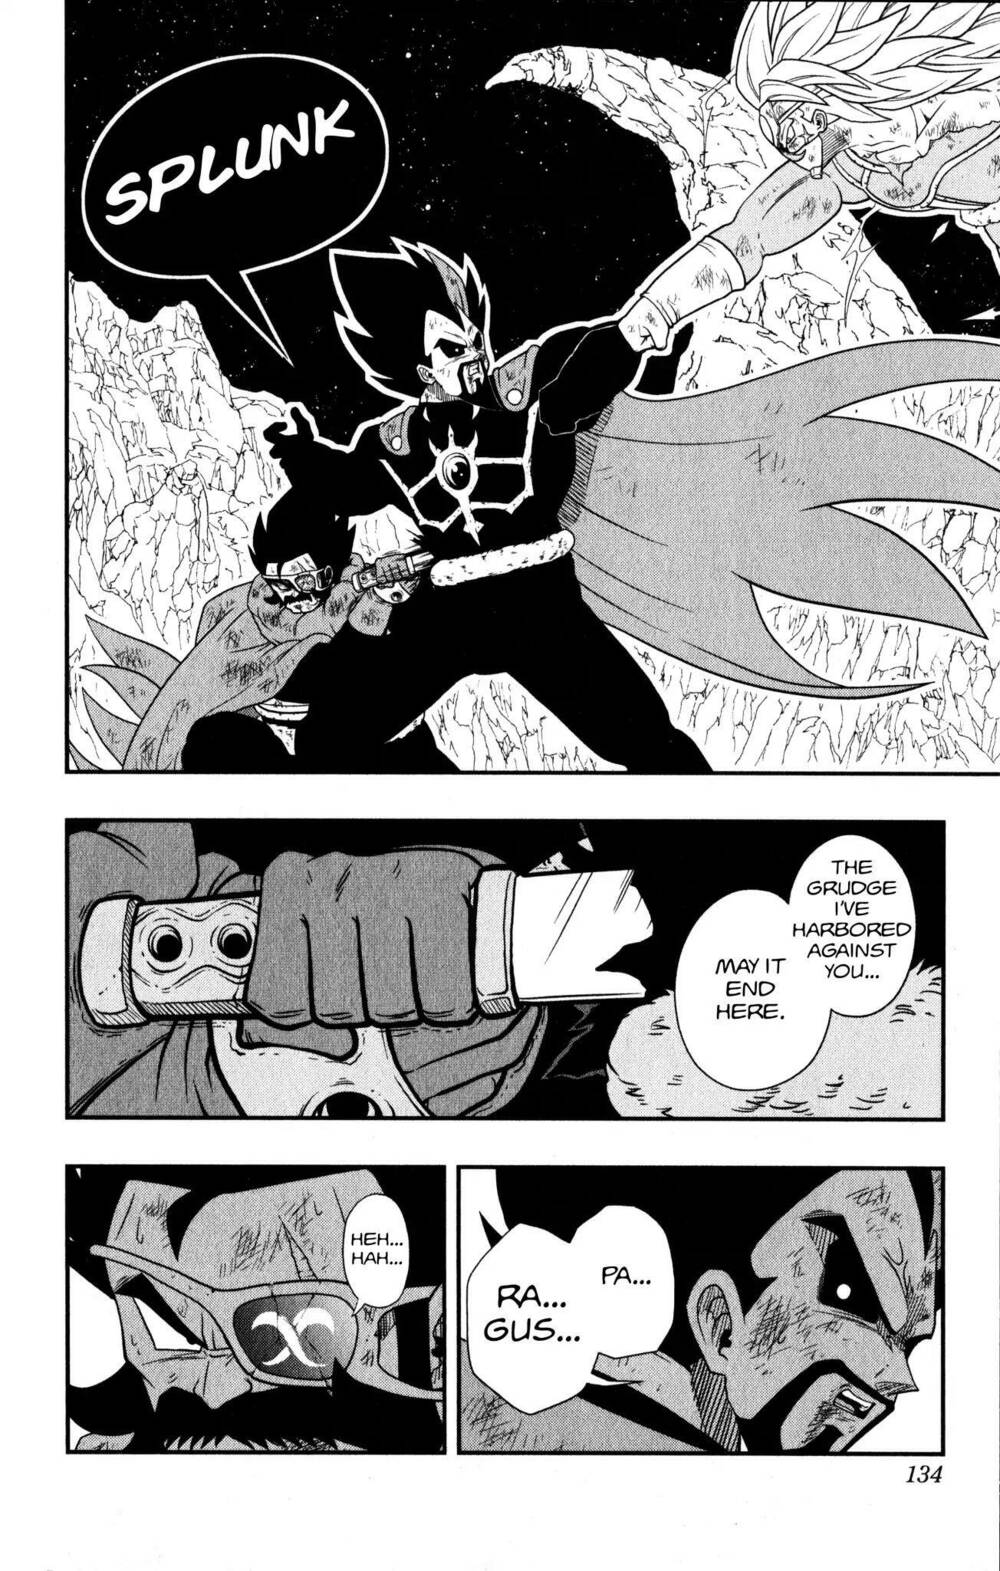 SPLUNK
THE
GRUDGE
I'VE
HARBORED
AGAINST
YOU...
MAY IT
END
HERE.
PA...
RA...
GUS...
HEH...
HAH...
134